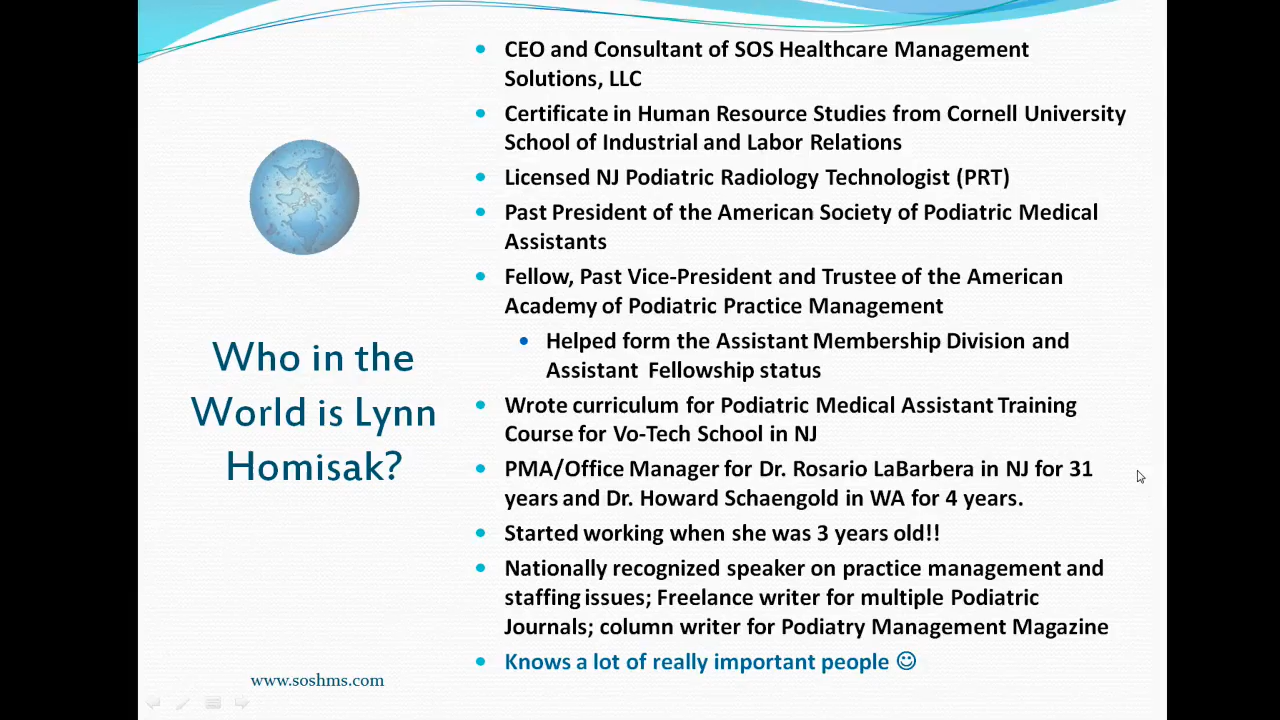 Who in the
World is Lynn
Homisak?
www.soshms.com
• CEO and Consultant of SOS Healthcare Management
Solutions, LLC
• Certificate in Human Resource Studies from Cornell University
School of Industrial and Labor Relations
• Licensed NJ Podiatric Radiology Technologist (PRT)
• Past President of the American Society of Podiatric Medical
Assistants
• Fellow, Past Vice-President and Trustee of the American
Academy of Podiatric Practice Management
• Helped form the Assistant Membership Division and
Assistant Fellowship status
• Wrote curriculum for Podiatric Medical Assistant Training
Course for Vo-Tech School in NJ
• PMA/Office Manager for Dr. Rosario LaBarbera in NJ for 31
years and Dr. Howard Schaengold in WA for 4 years.
• Started working when she was 3 years old!!
• Nationally recognized speaker on practice management and
staffing issues; Freelance writer for multiple Podiatric
Journals; column writer for Podiatry Management Magazine
• Knows a lot of really important people ☺